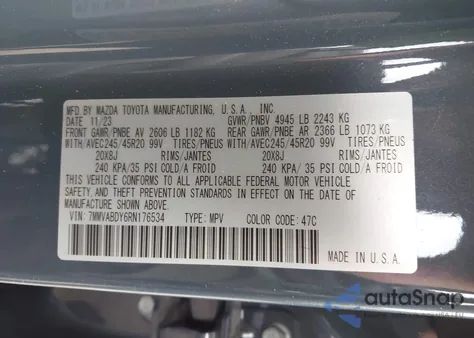 MFD. BY MAZDA TOYOTA MANUFACTURING, U.S.A., INC.
DATE 11/23 GVWR/PNBV 4945 LB 2243 KG
FRONT GAWR/PNBE AV 2606 LB 1182 KG REAR GAWR/PNBE AR 2366 LB 1073 KG
WITH/AVEC245/45R20 99V TIRES/PNEUS WITH/AVEC245/45R20 99V TIRES/PNEUS
20X8J RIMS/JANTES 20X8J RIMS/JANTES
240 KPA/35 PSI COLD/A FROID 240 KPA/35 PSI COLD/A FROID
THIS VEHICLE CONFORMS TO ALL APPLICABLE FEDERAL MOTOR VEHICLE
SAFETY, AND THEFT PREVENTION STANDARDS IN EFFECT ON THE DATE OF MANUFACTURE
SHOWN ABOVE.
VIN: 7MMVABDY6RN176534 TYPE: MPV COLOR CODE: 47C
MADE IN U.S.A.
autoSnap